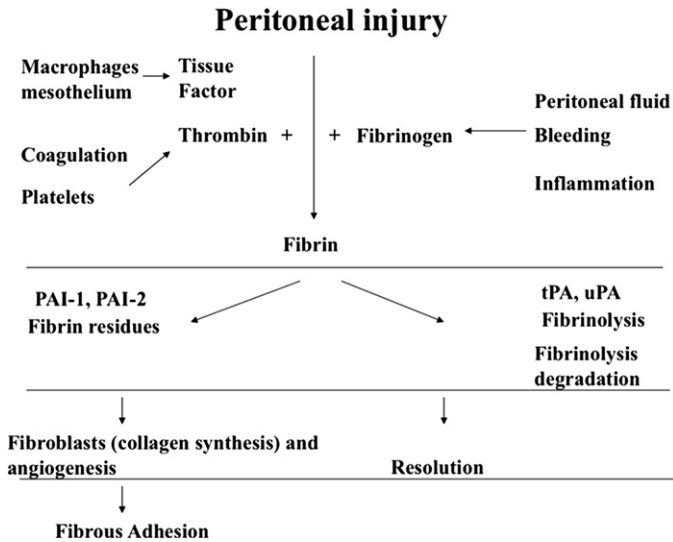 Peritoneal injury
Macrophages
mesothelium
Tissue
Factor
Peritoneal fluid
Thrombin +
+ Fibrinogen
Bleeding
Coagulation
Platelets
Inflammation
Fibrin
PAI-1, PAI-2
Fibrin residues
tPA, uPA
Fibrinolysis
Fibrinolysis
degradation
Fibroblasts (collagen synthesis) and
angiogenesis
Resolution
Fibrous Adhesion